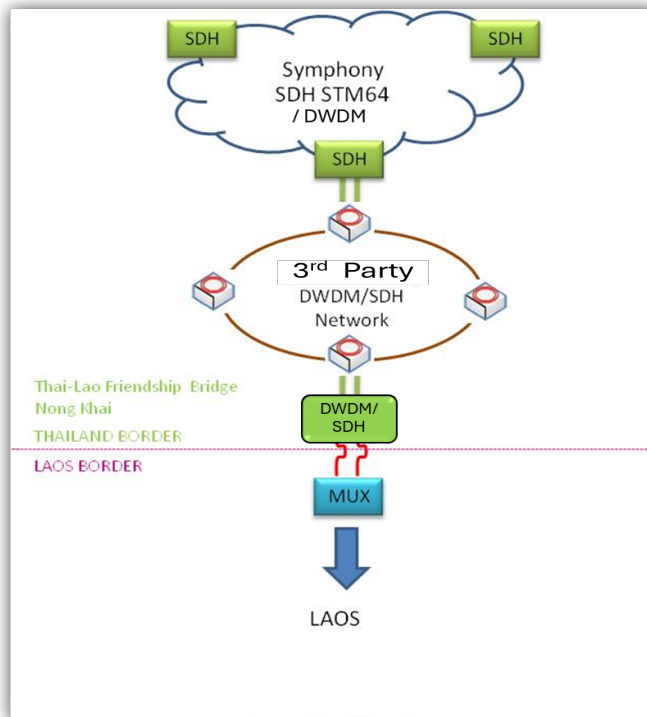 SDH
SDH
Symphony
SDH STM64
/ DWDM
SDH
3rd Party
DWDM/SDH
Network
Thai-Lao Friendship Bridge
Nong Khai
DWDM/
SDH
THAILAND BORDER
LAOS BORDER
MUX
LAOS